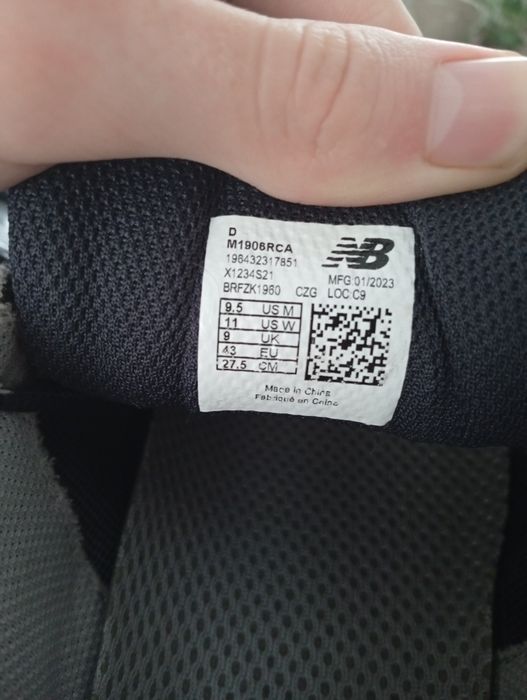 D
M1906RCA
196432317851
X1234S21
NB
MFG:01/2023
BRFZK1960 CZG LOC:C9
9.5 US M
11 US W
9 UK
43 EU
27.5 CM
Made in China
Fabriqué en Chine